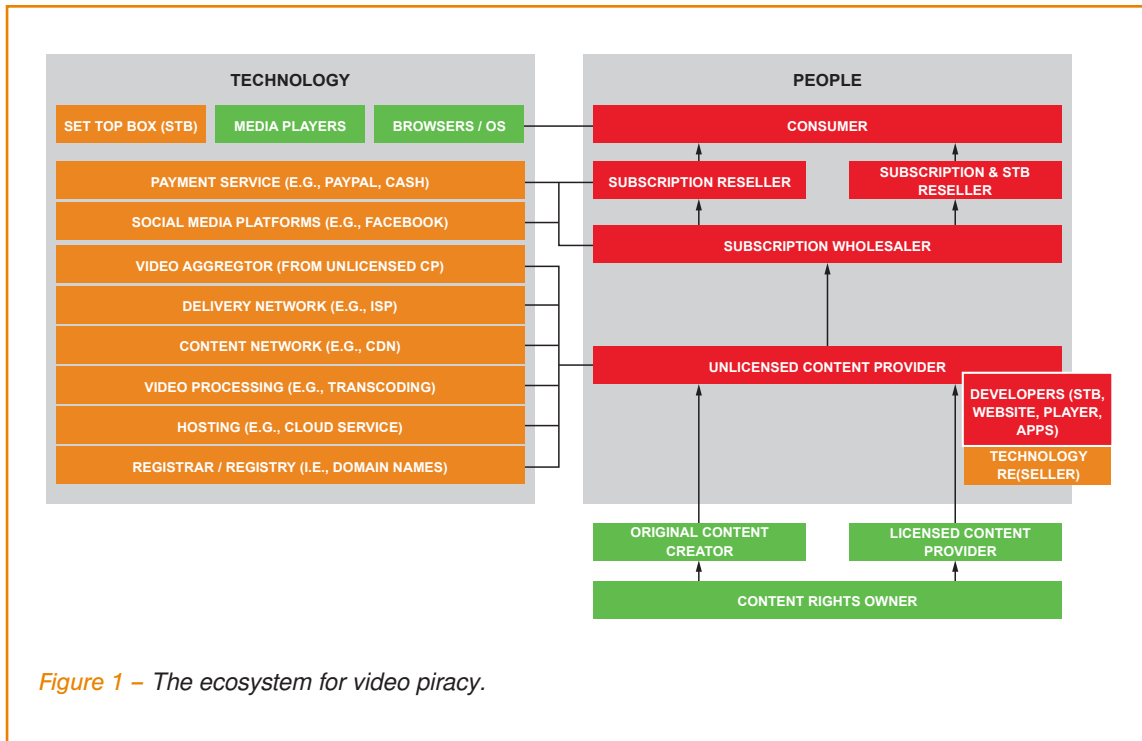 TECHNOLOGY
SET TOP BOX (STB)
MEDIA PLAYERS
BROWSERS / OS
PAYMENT SERVICE (E.G., PAYPAL, CASH)
SOCIAL MEDIA PLATFORMS (E.G., FACEBOOK)
VIDEO AGGREGTOR (FROM UNLICENSED CP)
DELIVERY NETWORK (E.G., ISP)
CONTENT NETWORK (E.G., CDN)
VIDEO PROCESSING (E.G., TRANSCODING)
HOSTING (E.G., CLOUD SERVICE)
REGISTRAR / REGISTRY (I.E., DOMAIN NAMES)
PEOPLE
CONSUMER
SUBSCRIPTION RESELLER
SUBSCRIPTION & STB
RESELLER
SUBSCRIPTION WHOLESALER
UNLICENSED CONTENT PROVIDER
DEVELOPERS (STB,
WEBSITE, PLAYER,
APPS)
TECHNOLOGY
RE(SELLER)
ORIGINAL CONTENT
CREATOR
LICENSED CONTENT
PROVIDER
CONTENT RIGHTS OWNER
Figure 1 – The ecosystem for video piracy.